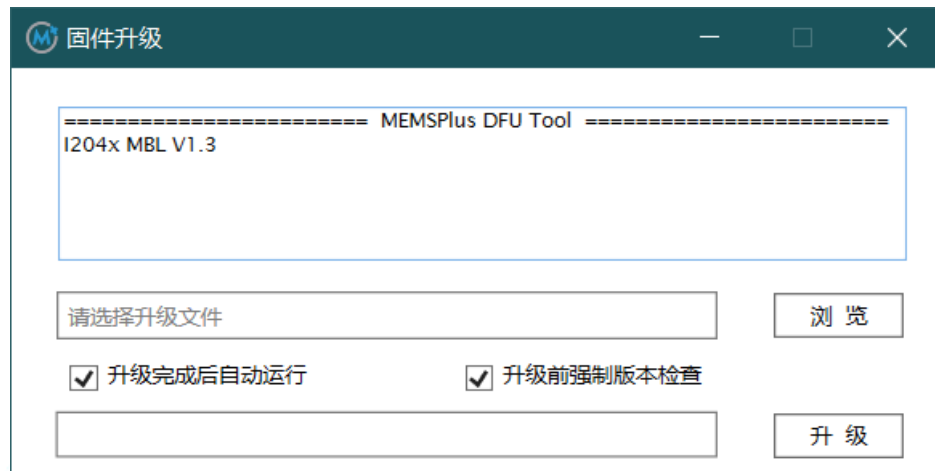 固件升级
======================== MEMSPlus DFU Tool ========================
I204x MBL V1.3
请选择升级文件
浏 览
升级完成后自动运行
升级前强制版本检查
升 级